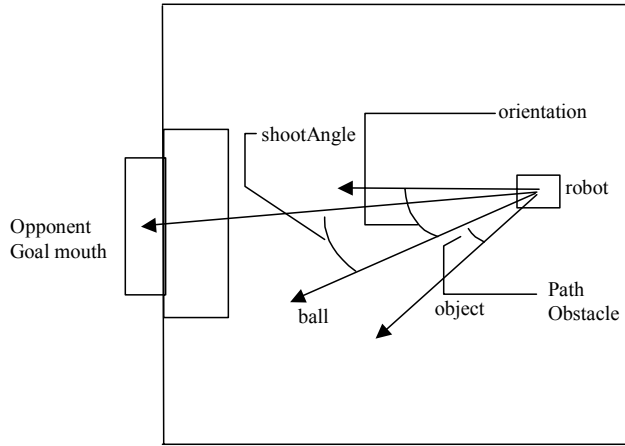 orientation
shootAngle
robot
Opponent
Goal mouth
ball
object
Path
Obstacle